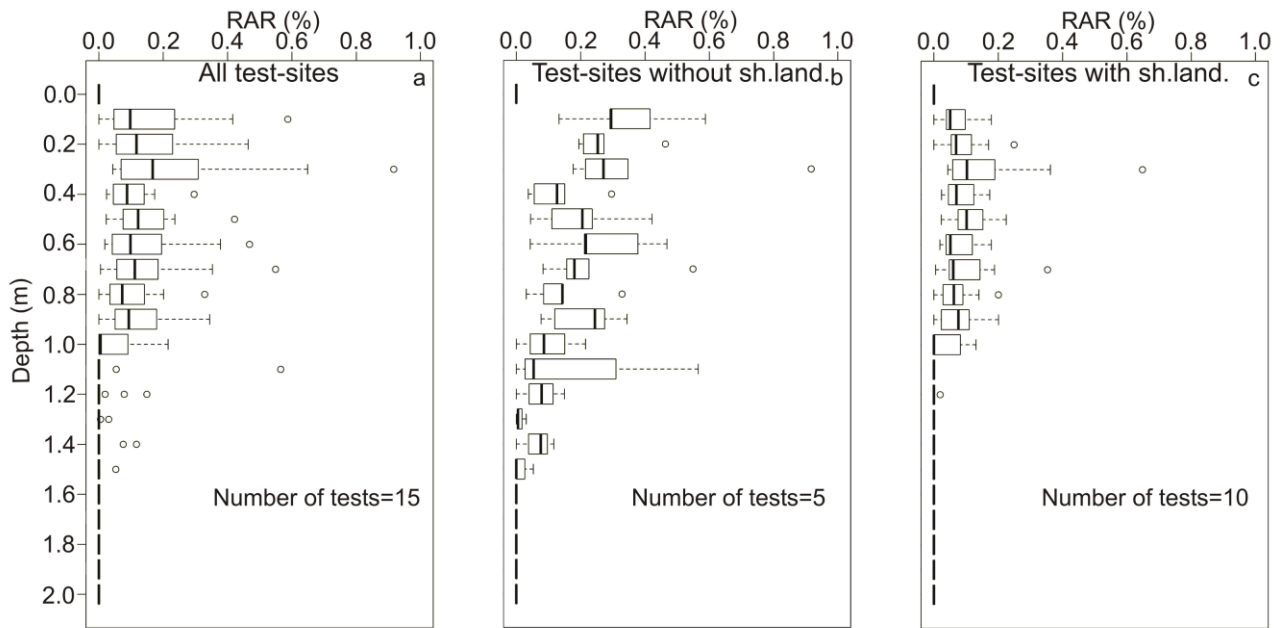 RAR (%)
0.0 0.2 0.4 0.6 0.8 1.0
All test-sites a
Number of tests=15
Depth (m)
0.0
0.2
0.4
0.6
0.8
1.0
1.2
1.4
1.6
1.8
2.0
RAR (%)
0.0 0.2 0.4 0.6 0.8 1.0
Test-sites without sh.land. b
Number of tests=5
RAR (%)
0.0 0.2 0.4 0.6 0.8 1.0
Test-sites with sh.land. c
Number of tests=10